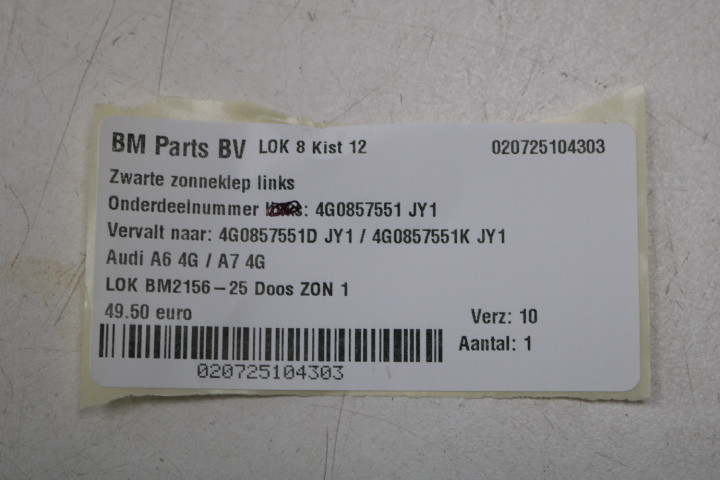 BM Parts BV LOK 8 Kist 12 020725104303
Zwarte zonneklep links
Onderdeelnummer : 4G0857551 JY1
Vervalt naar: 4G0857551D JY1 / 4G0857551K JY1
Audi A6 4G / A7 4G
LOK BM2156-25 Doos ZON 1
49.50 euro Verz: 10
Aantal: 1
020725104303